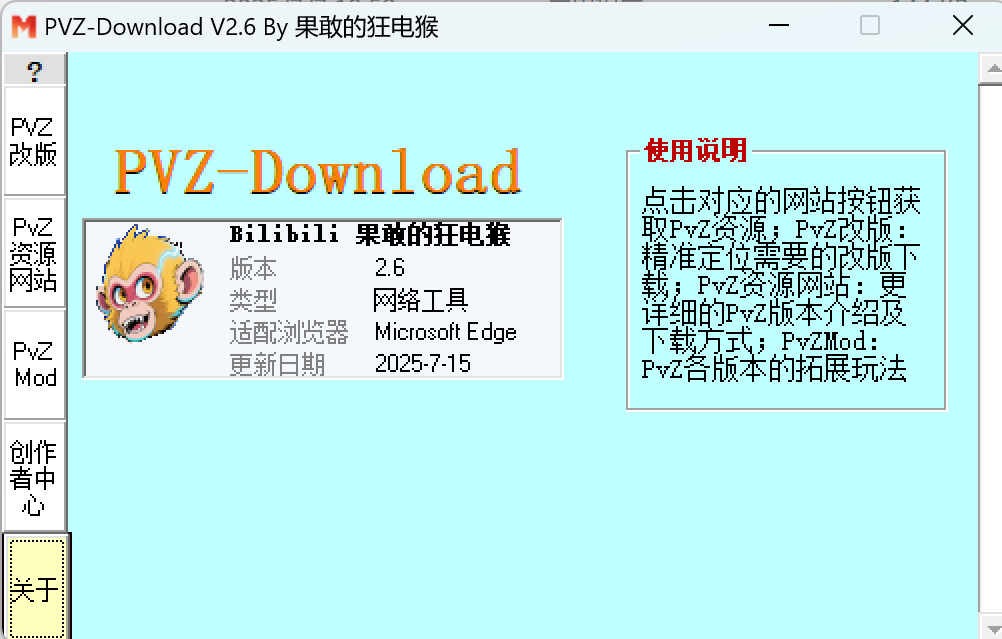 PVZ-Download V2.6 By 果敢的狂电猴
?
PVZ
改版
PvZ
资源
网站
PvZ
Mod
创作
者中
心
关于
PVZ-Download
Bilibili 果敢的狂电猴
版本 2.6
类型 网络工具
适配浏览器 Microsoft Edge
更新日期 2025-7-15
使用说明
点击对应的网站按钮获
取PvZ资源；PvZ改版：
精准定位需要的改版下
载；PvZ资源网站：更
详细的PvZ版本介绍及
下载方式；PvZMod：
PvZ各版本的拓展玩法